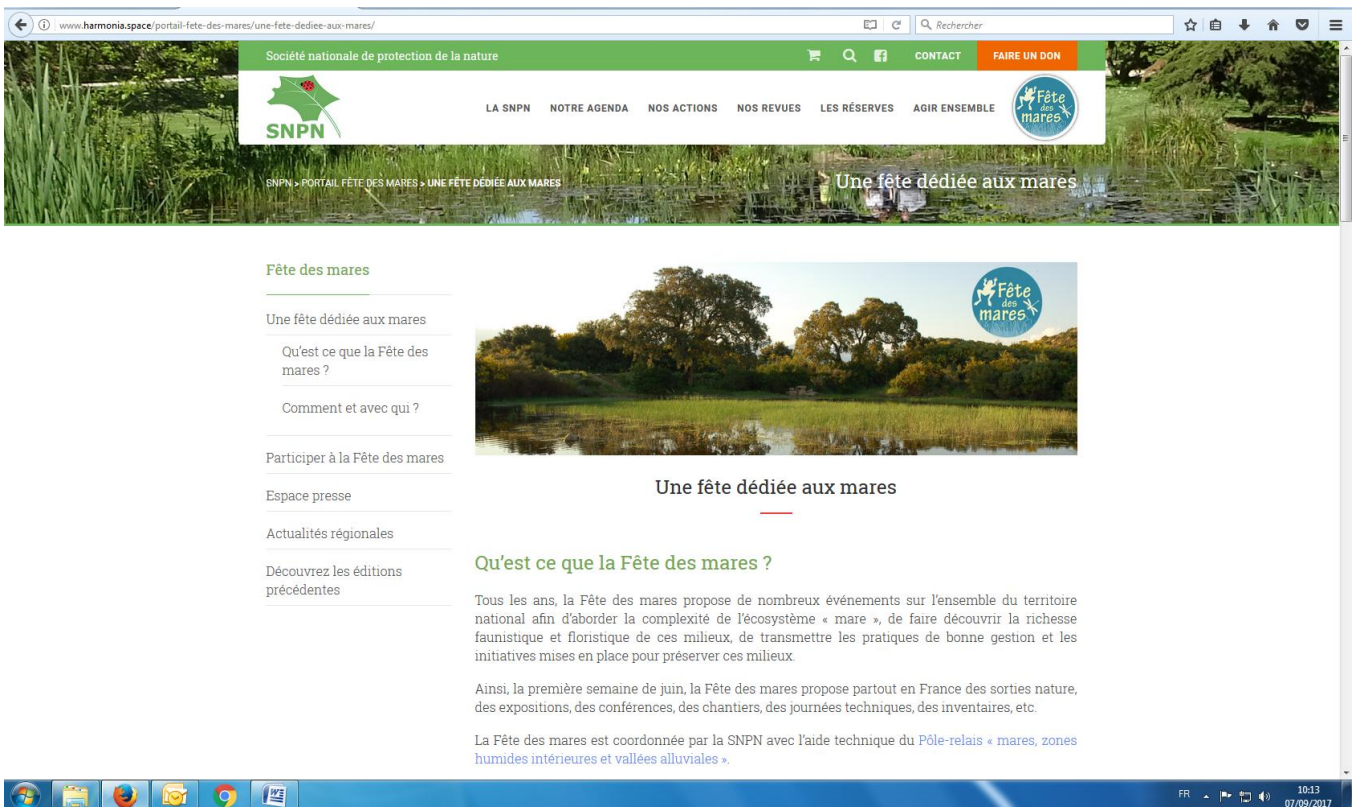 www.harmonia.space/portail-fete-des-mares/une-fete-dediee-aux-mares/
Rechercher
Société nationale de protection de la nature
CONTACT
FAIRE UN DON
SNPN
LA SNPN
NOTRE AGENDA
NOS ACTIONS
NOS REVUES
LES RÉSERVES
AGIR ENSEMBLE
Fête
des
mares
SNPN > PORTAIL FÊTE DES MARES > UNE FÊTE DÉDIÉE AUX MARES
Une fête dédiée aux mares
Fête des mares
Une fête dédiée aux mares
Qu'est ce que la Fête des
mares ?
Comment et avec qui ?
Participer à la Fête des mares
Espace presse
Actualités régionales
Découvrez les éditions
précédentes
Fête
des
mares
Une fête dédiée aux mares
Qu'est ce que la Fête des mares ?
Tous les ans, la Fête des mares propose de nombreux événements sur l'ensemble du territoire
national afin d'aborder la complexité de l'écosystème « mare », de faire découvrir la richesse
faunistique et floristique de ces milieux, de transmettre les pratiques de bonne gestion et les
initiatives mises en place pour préserver ces milieux.
Ainsi, la première semaine de juin, la Fête des mares propose partout en France des sorties nature,
des expositions, des conférences, des chantiers, des journées techniques, des inventaires, etc.
La Fête des mares est coordonnée par la SNPN avec l'aide technique du Pôle-relais « mares, zones
humides intérieures et vallées alluviales ».
FR
10:13
07/09/2017